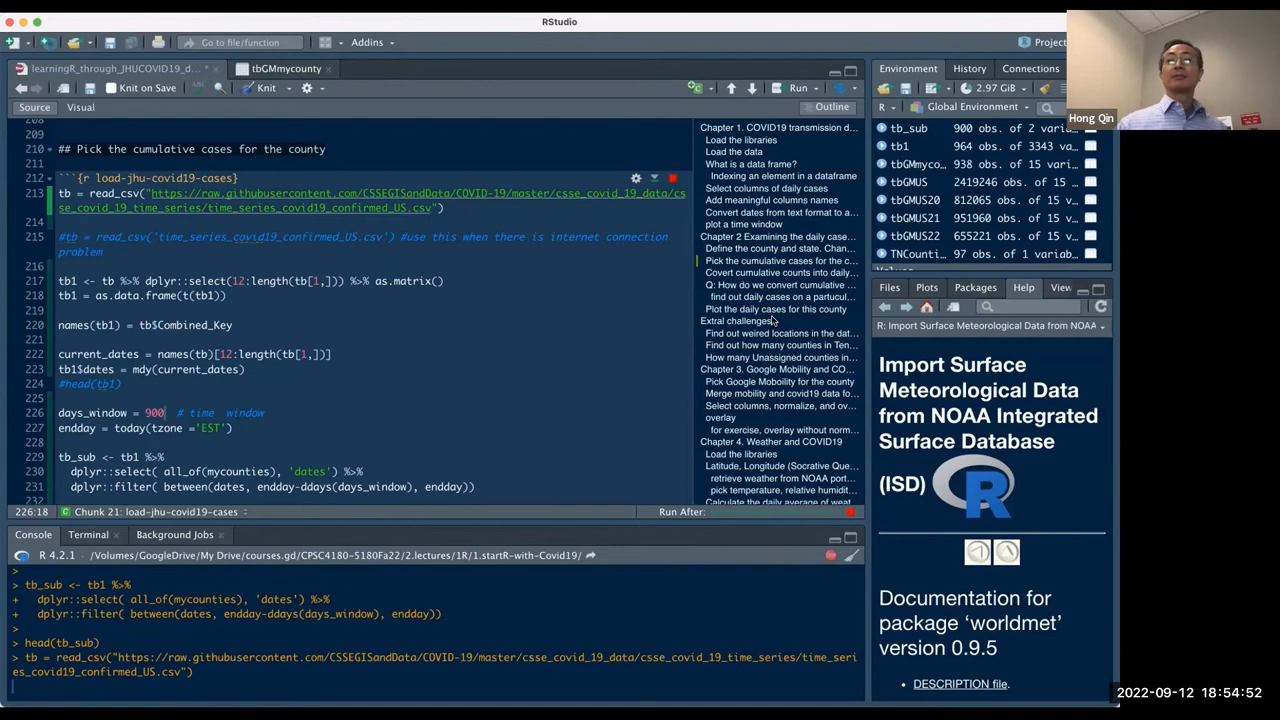 RStudio
Go to file/function
Addins
Project
learningR_through_JHUCOVID19_d...
tbGMmycounty
Environment
History
Connections
Knit on Save
Knit
Run
2.97 GiB
Source
Visual
Outline
R
Global Environment
Hong Qin
208
209
210 ## Pick the cumulative cases for the county
211
212 ```{r load-jhu-covid19-cases}
213 tb = read_csv("https://raw.githubusercontent.com/CSSEGISandData/COVID-19/master/csse_covid_19_data/cs
se_covid_19_time_series/time_series_covid19_confirmed_US.csv")
214
215 #tb = read_csv('time_series_covid19_confirmed_US.csv') #use this when there is internet connection
problem
216
217 tb1 <- tb %>% dplyr::select(12:length(tb[1,])) %>% as.matrix()
218 tb1 = as.data.frame(t(tb1))
219
220 names(tb1) = tb$Combined_Key
221
222 current_dates = names(tb)[12:length(tb[1,])]
223 tb1$dates = mdy(current_dates)
224 #head(tb1)
225
226 days_window = 900 # time window
227 endday = today(tzone ='EST')
228
229 tb_sub <- tb1 %>%
230 dplyr::select( all_of(mycounties), 'dates') %>%
231 dplyr::filter( between(dates, endday-ddays(days_window), endday))
232
226:18
Chunk 21: load-jhu-covid19-cases
Run After:
Chapter 1. COVID19 transmission d...
Load the libraries
Load the data
What is a data frame?
Indexing an element in a dataframe
Select columns of daily cases
Add meaningful columns names
Convert dates from text format to a...
plot a time window
Chapter 2 Examining the daily case...
Define the county and state. Chan...
Pick the cumulative cases for the c...
Covert cumulative counts into daily...
Q: How do we convert cumulative ...
find out daily cases on a partucul...
Plot the daily cases for this county
Extral challenges
Find out weired locations in the dat...
Find out how many counties in Ten...
How many Unassigned counties in...
Chapter 3. Google Mobility and CO...
Pick Google Moboility for the county
Merge mobility and covid19 data fo...
Select columns, normalize, and ov...
overlay
for exercise, overlay without norm...
Chapter 4. Weather and COVID19
Load the libraries
Latitude, Longitude (Socrative Que...
retrieve weather from NOAA port...
pick temperature, relative humidit...
Calculate the daily average of weat...
tb_sub 900 obs. of 2 varia...
tb1 964 obs. of 3343 vari...
tbGMmyco... 938 obs. of 15 vari...
tbGMUS 2419246 obs. of 15 v...
tbGMUS20 812065 obs. of 15 va...
tbGMUS21 951960 obs. of 15 va...
tbGMUS22 655221 obs. of 15 va...
TNCounti... 97 obs. of 1 variab...
Values
Files
Plots
Packages
Help
View
R: Import Surface Meteorological Data from NOAA
Import Surface
Meteorological Data
from NOAA Integrated
Surface Database
(ISD)
R
Documentation for
package ‘worldmet’
version 0.9.5
DESCRIPTION file.
Console
Terminal
Background Jobs
R 4.2.1 · /Volumes/GoogleDrive/My Drive/courses.gd/CPSC4180-5180Fa22/2.lectures/1R/1.startR-with-Covid19/
>
> tb_sub <- tb1 %>%
+ dplyr::select( all_of(mycounties), 'dates') %>%
+ dplyr::filter( between(dates, endday-ddays(days_window), endday))
>
> head(tb_sub)
> tb = read_csv("https://raw.githubusercontent.com/CSSEGISandData/COVID-19/master/csse_covid_19_data/csse_covid_19_time_series/time_seri
es_covid19_confirmed_US.csv")
2022-09-12 18:54:52